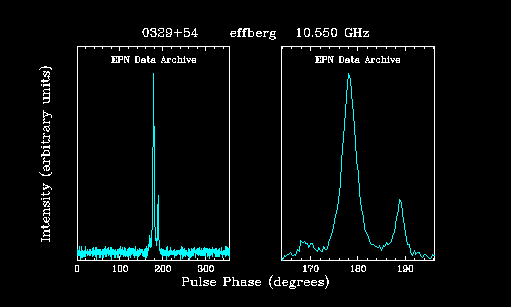 0329+54 effberg 10.550 GHz
EPN Data Archive EPN Data Archive
Intensity (arbitrary units)
0 100 200 300 170 180 190
Pulse Phase (degrees)